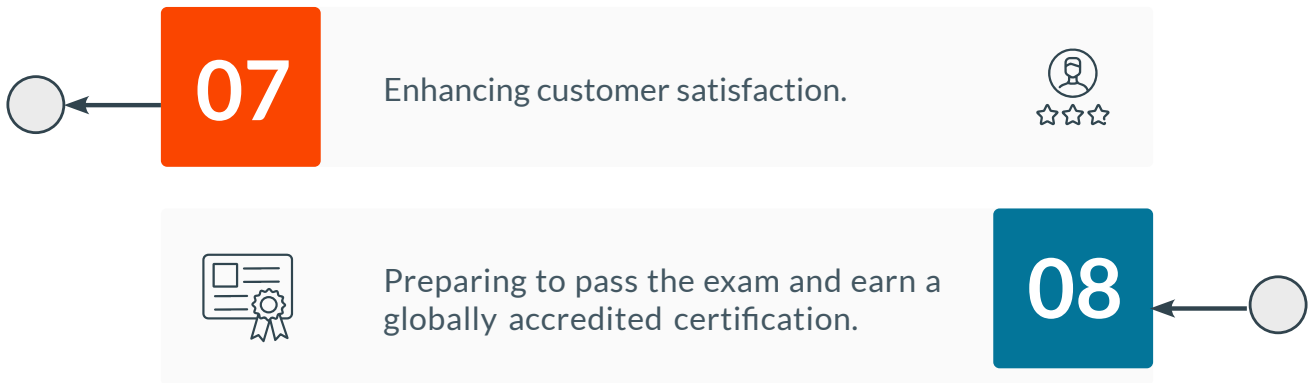 07
Enhancing customer satisfaction.
Preparing to pass the exam and earn a
globally accredited certification.
08